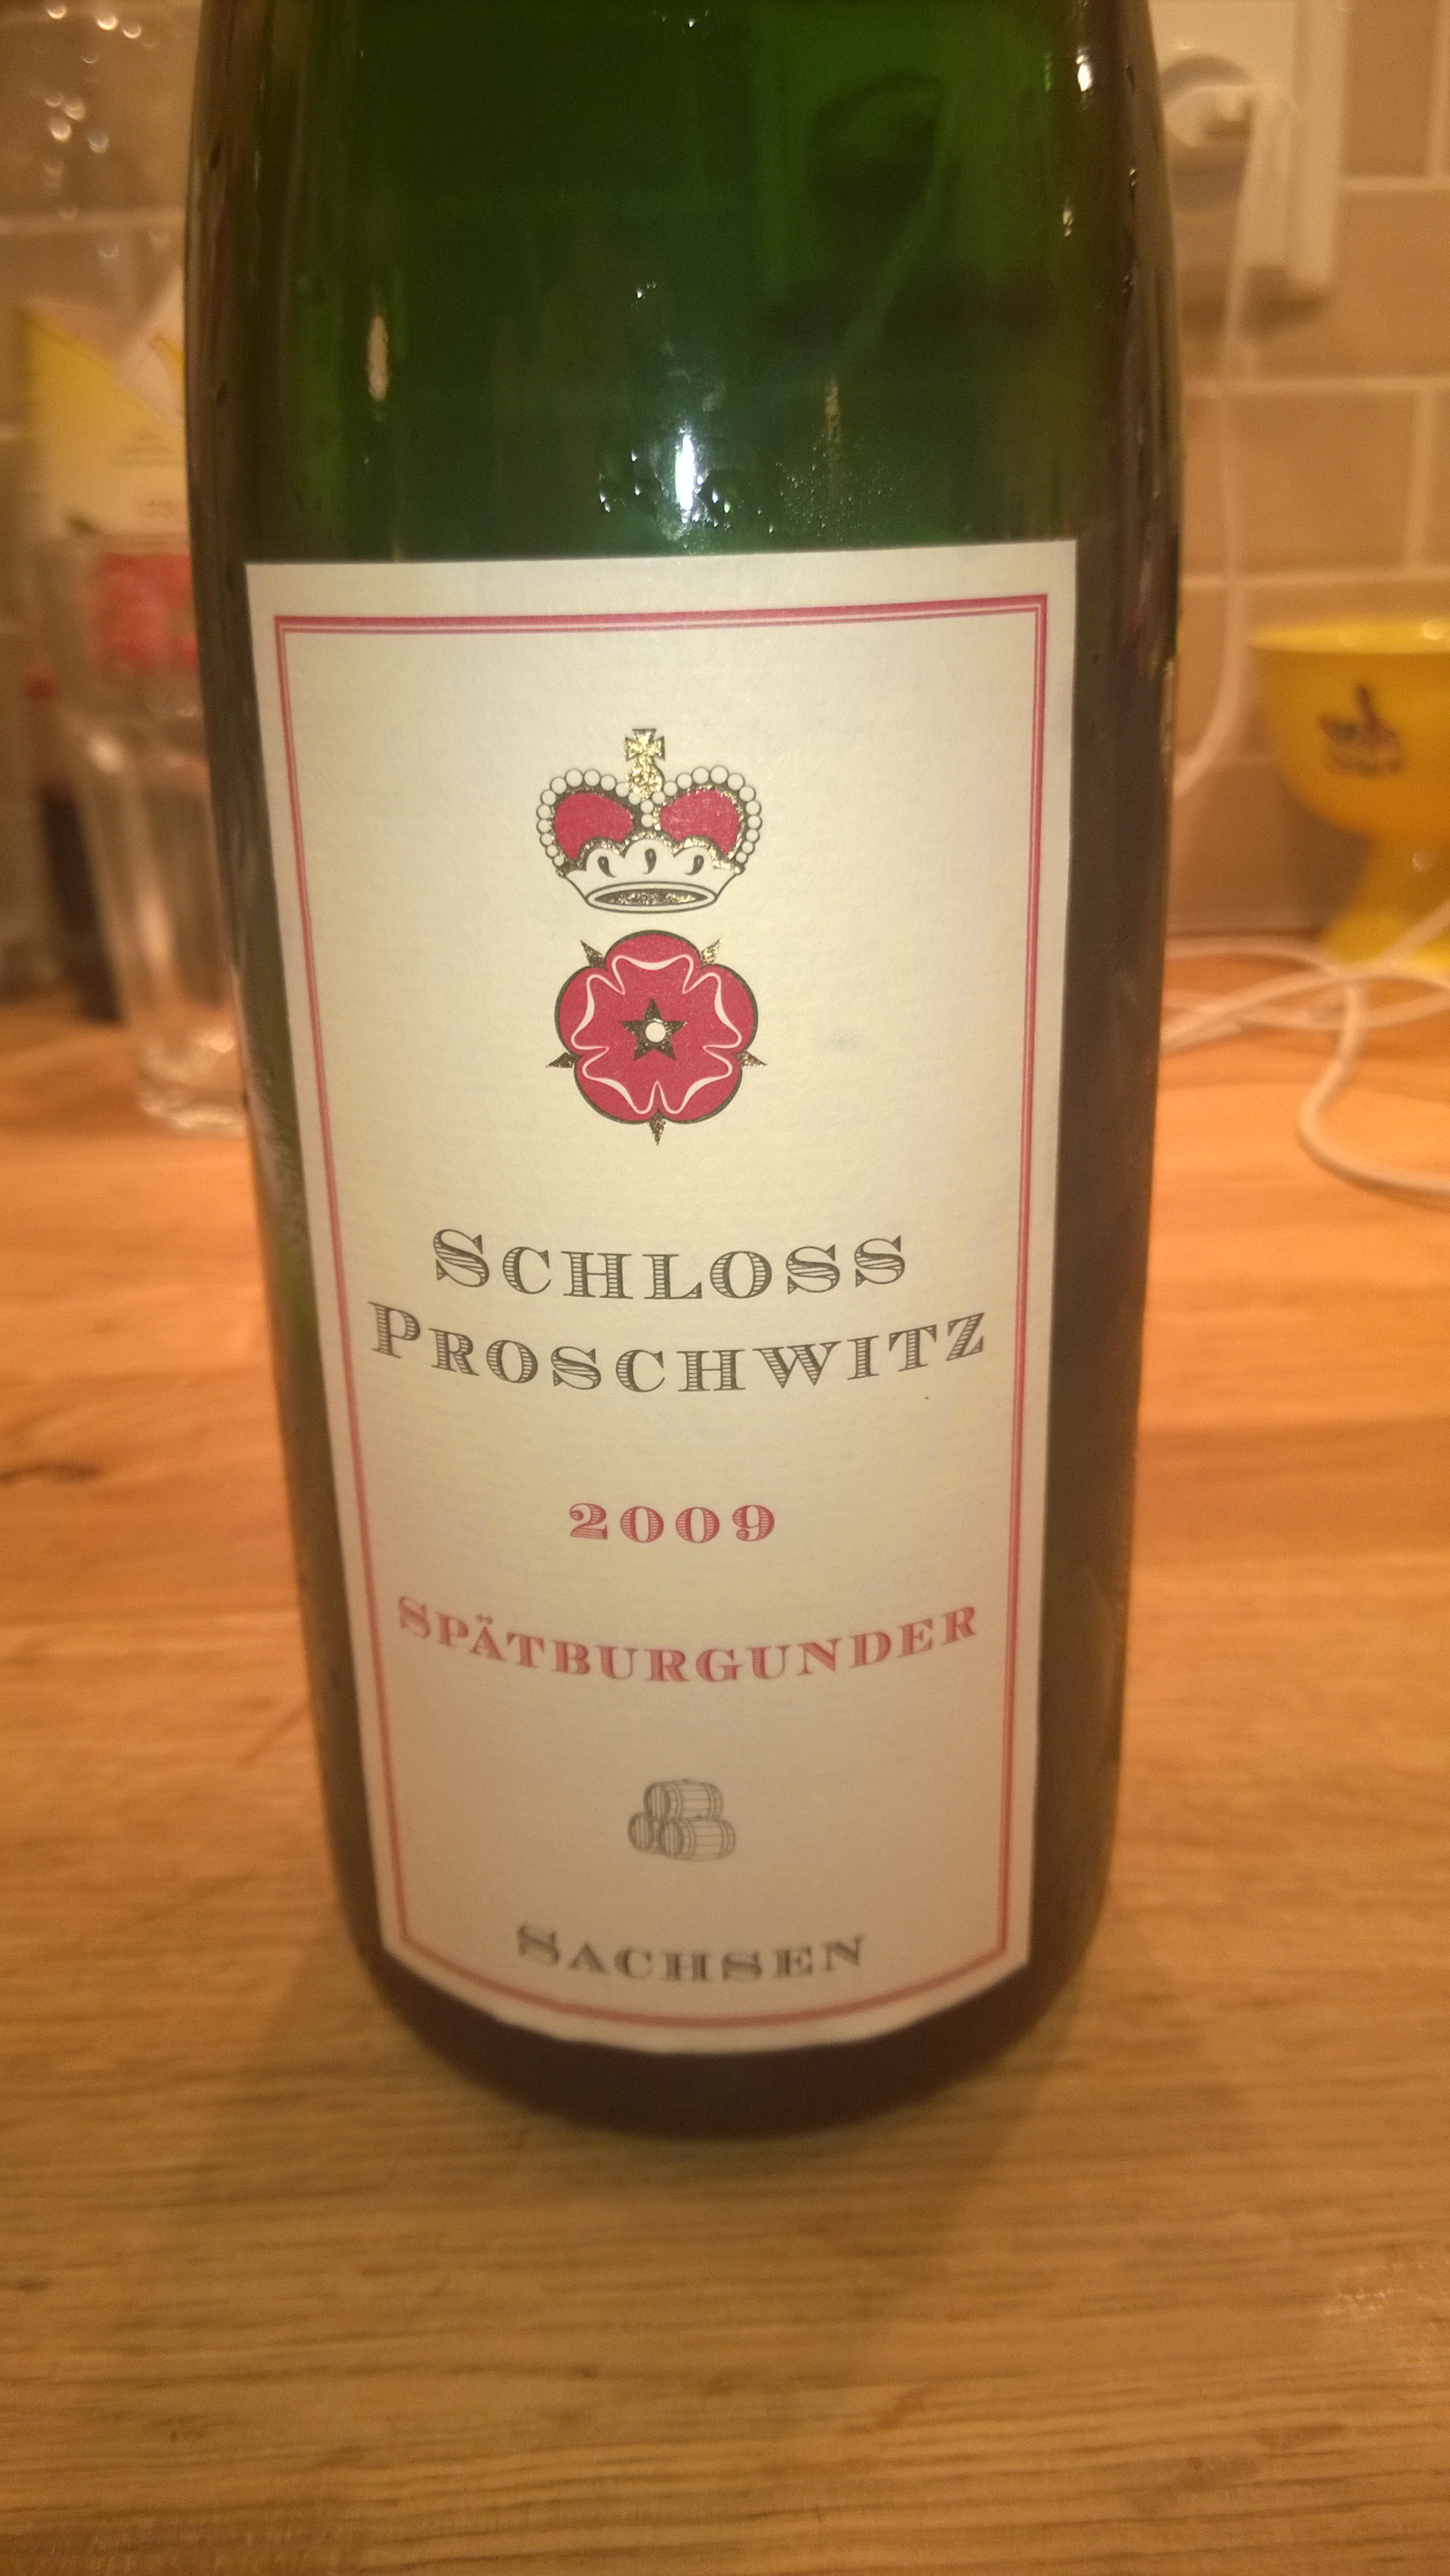 SCHLOSS
PROSCHWITZ
2009
SPÄTBURGUNDER
SACHSEN